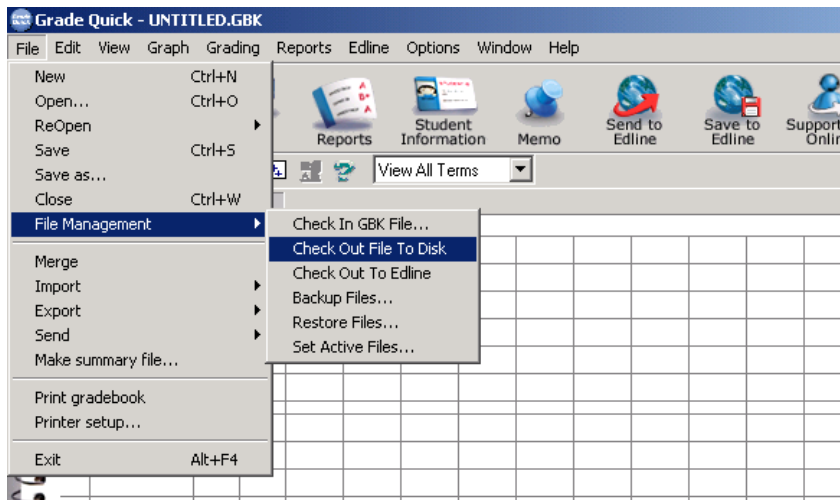 Grade Quick - UNTITLED.GBK
File Edit View Graph Grading Reports Edline Options Window Help
New Ctrl+N
Open... Ctrl+O
ReOpen
Save Ctrl+S
Save as...
Close Ctrl+W
File Management
Merge
Import
Export
Send
Make summary file...
Print gradebook
Printer setup...
Exit Alt+F4
Reports
Student
Information
Memo
Send to
Edline
Save to
Edline
Support
View All Terms
Check In GBK File...
Check Out File To Disk
Check Out To Edline
Backup Files...
Restore Files...
Set Active Files...